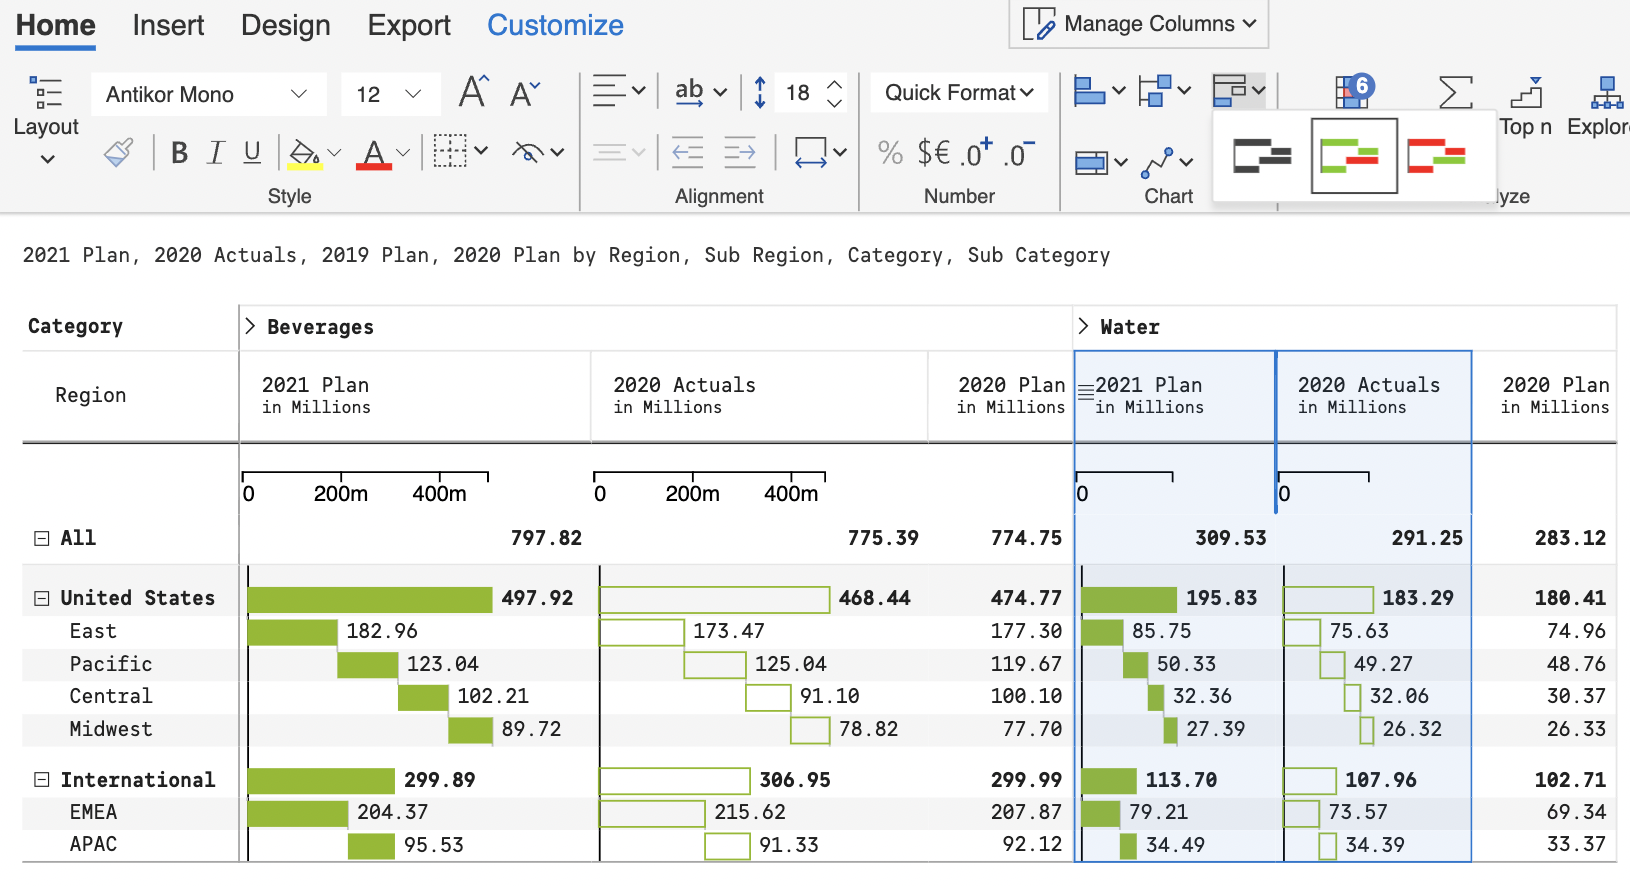 Home Insert Design Export Customize Manage Columns
Layout Antikor Mono 12 A A ab 18 Quick Format 6 Σ Top n Explor
B I U A % $€ .0+ .0-
Style Alignment Number Chart lyze
2021 Plan, 2020 Actuals, 2019 Plan, 2020 Plan by Region, Sub Region, Category, Sub Category
Category > Beverages > Water
Region 2021 Plan 2020 Actuals 2020 Plan 2021 Plan 2020 Actuals 2020 Plan
in Millions in Millions in Millions in Millions in Millions in Millions
0 200m 400m 0 200m 400m 0 0
All 797.82 775.39 774.75 309.53 291.25 283.12
United States 497.92 468.44 474.77 195.83 183.29 180.41
East 182.96 173.47 177.30 85.75 75.63 74.96
Pacific 123.04 125.04 119.67 50.33 49.27 48.76
Central 102.21 91.10 100.10 32.36 32.06 30.37
Midwest 89.72 78.82 77.70 27.39 26.32 26.33
International 299.89 306.95 299.99 113.70 107.96 102.71
EMEA 204.37 215.62 207.87 79.21 73.57 69.34
APAC 95.53 91.33 92.12 34.49 34.39 33.37